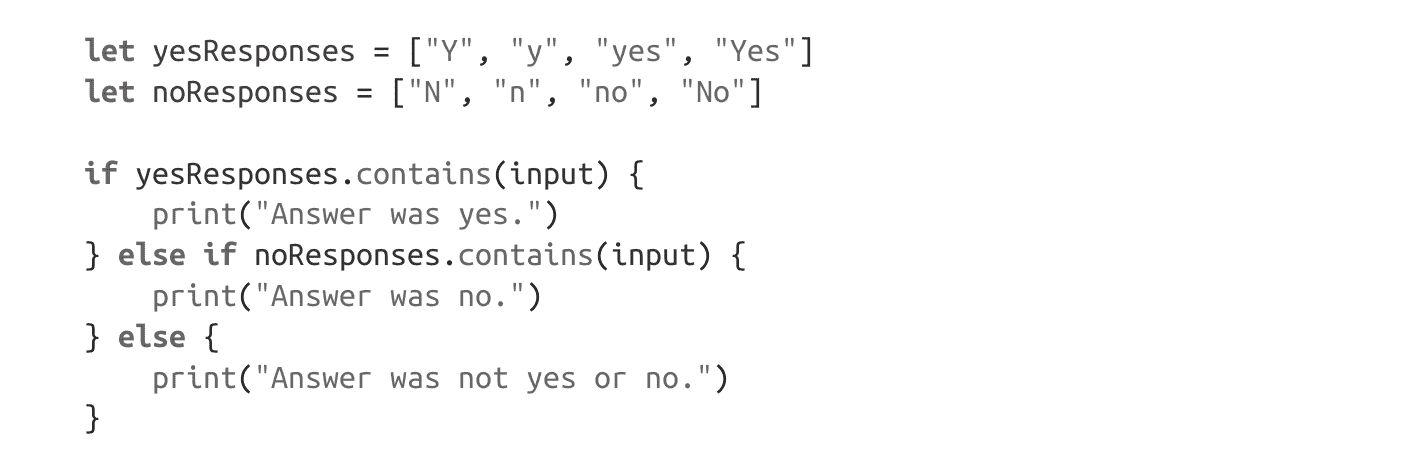 let yesResponses = ["Y", "y", "yes", "Yes"]
let noResponses = ["N", "n", "no", "No"]

if yesResponses.contains(input) {
    print("Answer was yes.")
} else if noResponses.contains(input) {
    print("Answer was no.")
} else {
    print("Answer was not yes or no.")
}